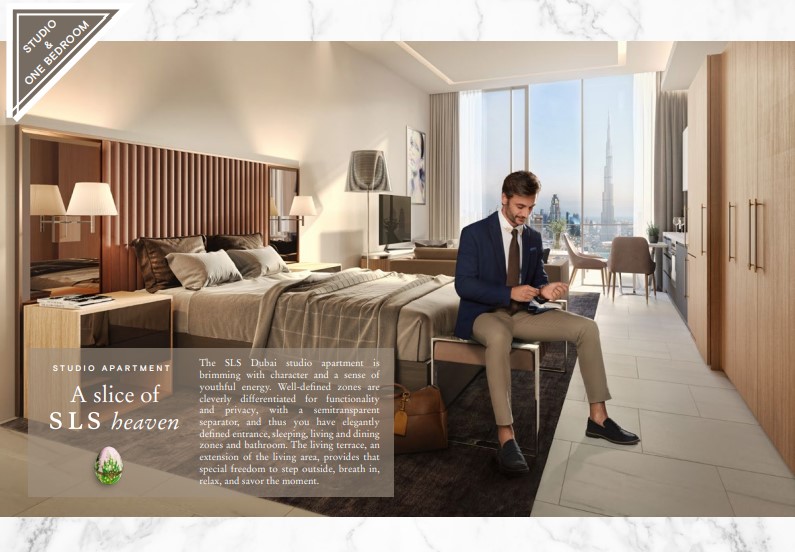 STUDIO
&
ONE BEDROOM
STUDIO APARTMENT
A slice of
SLS heaven
The SLS Dubai studio apartment is
brimming with character and a sense of
youthful energy. Well-defined zones are
cleverly differentiated for functionality
and privacy, with a semitransparent
separator, and thus you have elegantly
defined entrance, sleeping, living and dining
zones and bathroom. The living terrace, an
extension of the living area, provides that
special freedom to step outside, breath in,
relax, and savor the moment.